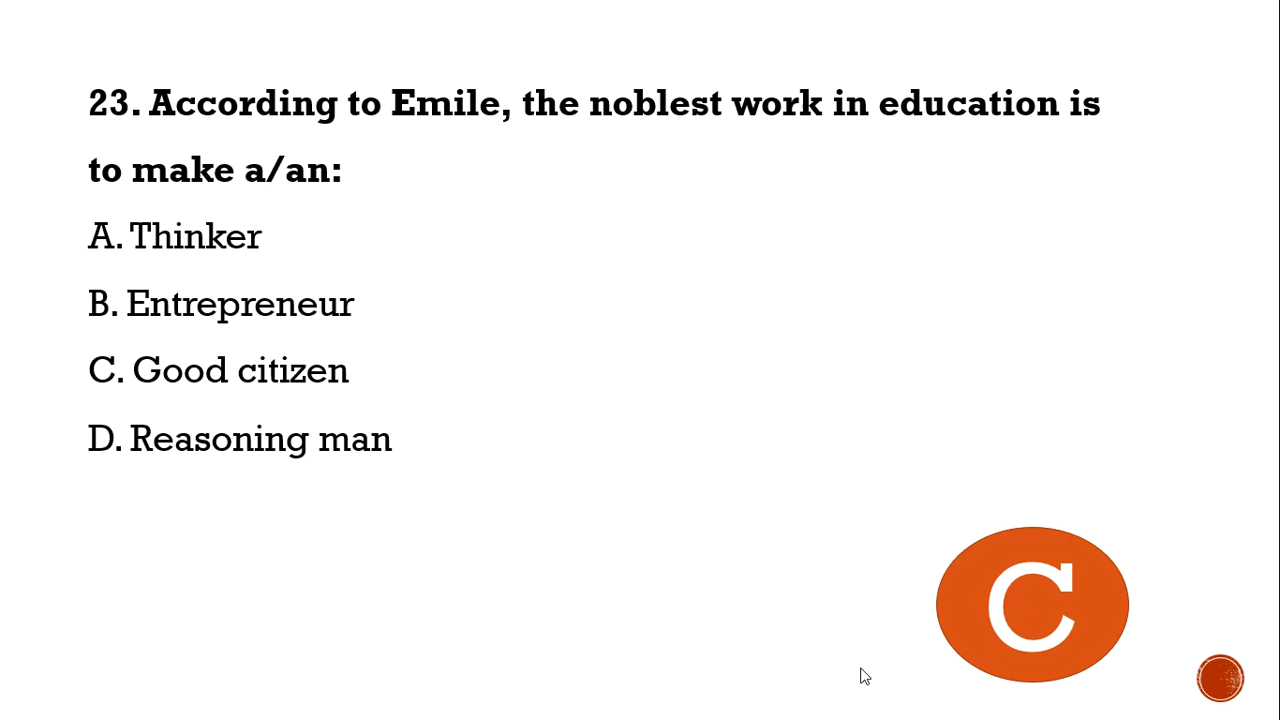 23. According to Emile, the noblest work in education is
to make a/an:
A. Thinker
B. Entrepreneur
C. Good citizen
D. Reasoning man
C